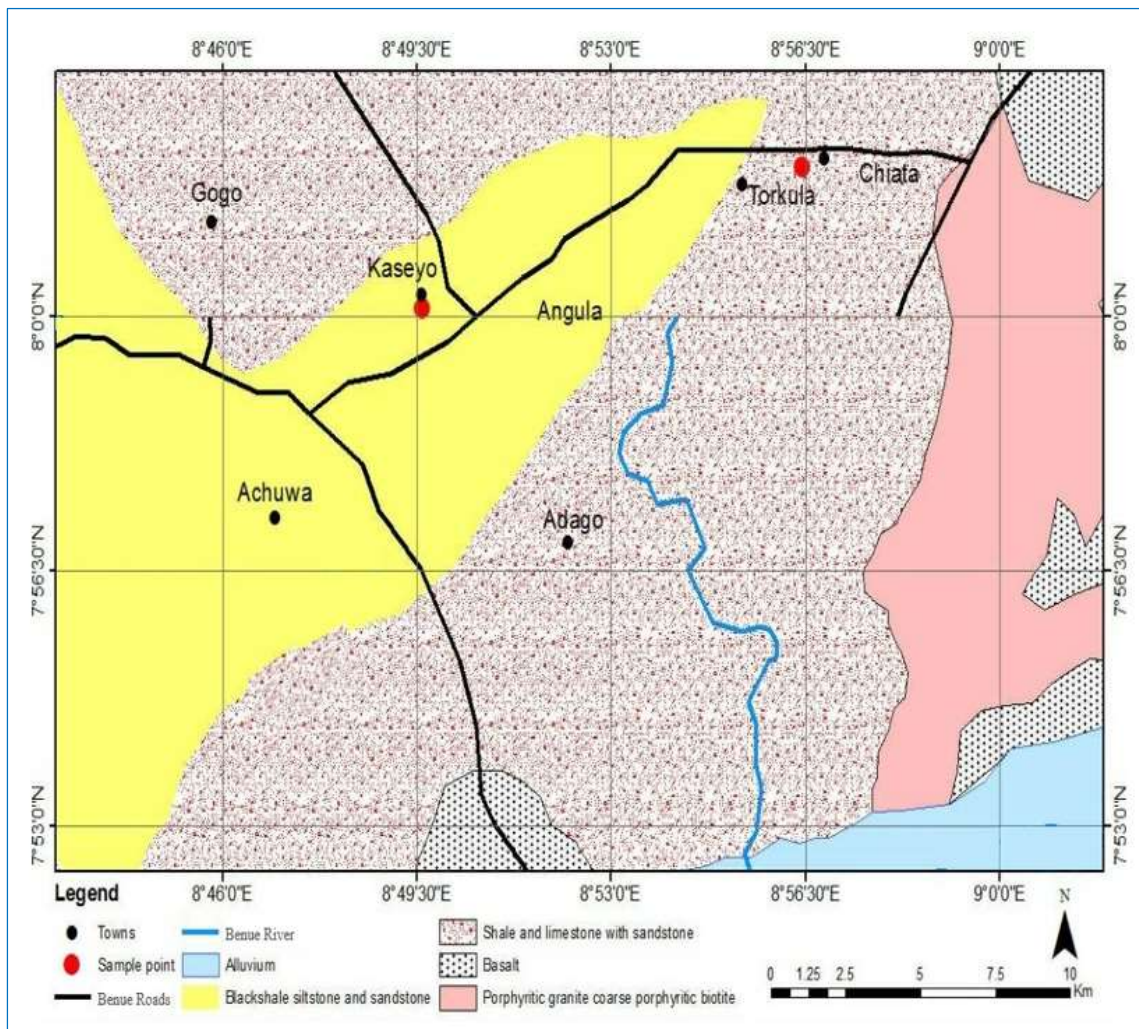 8°46'0"E 8°49'30"E 8°53'0"E 8°56'30"E 9°0'0"E
Gogo
Chiata
Torkula
Kaseyo
Angula
8°0'0"N
8°0'0"N
Achuwa
Adago
7°56'30"N
7°56'30"N
7°53'0"N
7°53'0"N
8°46'0"E 8°49'30"E 8°53'0"E 8°56'30"E 9°0'0"E
Legend
Towns
Sample point
Benue Roads
Benue River
Alluvium
Blackshale siltstone and sandstone
Shale and limestone with sandstone
Basalt
Porphyritic granite coarse porphyritic biotite
N
0 1.25 2.5 5 7.5 10
Km